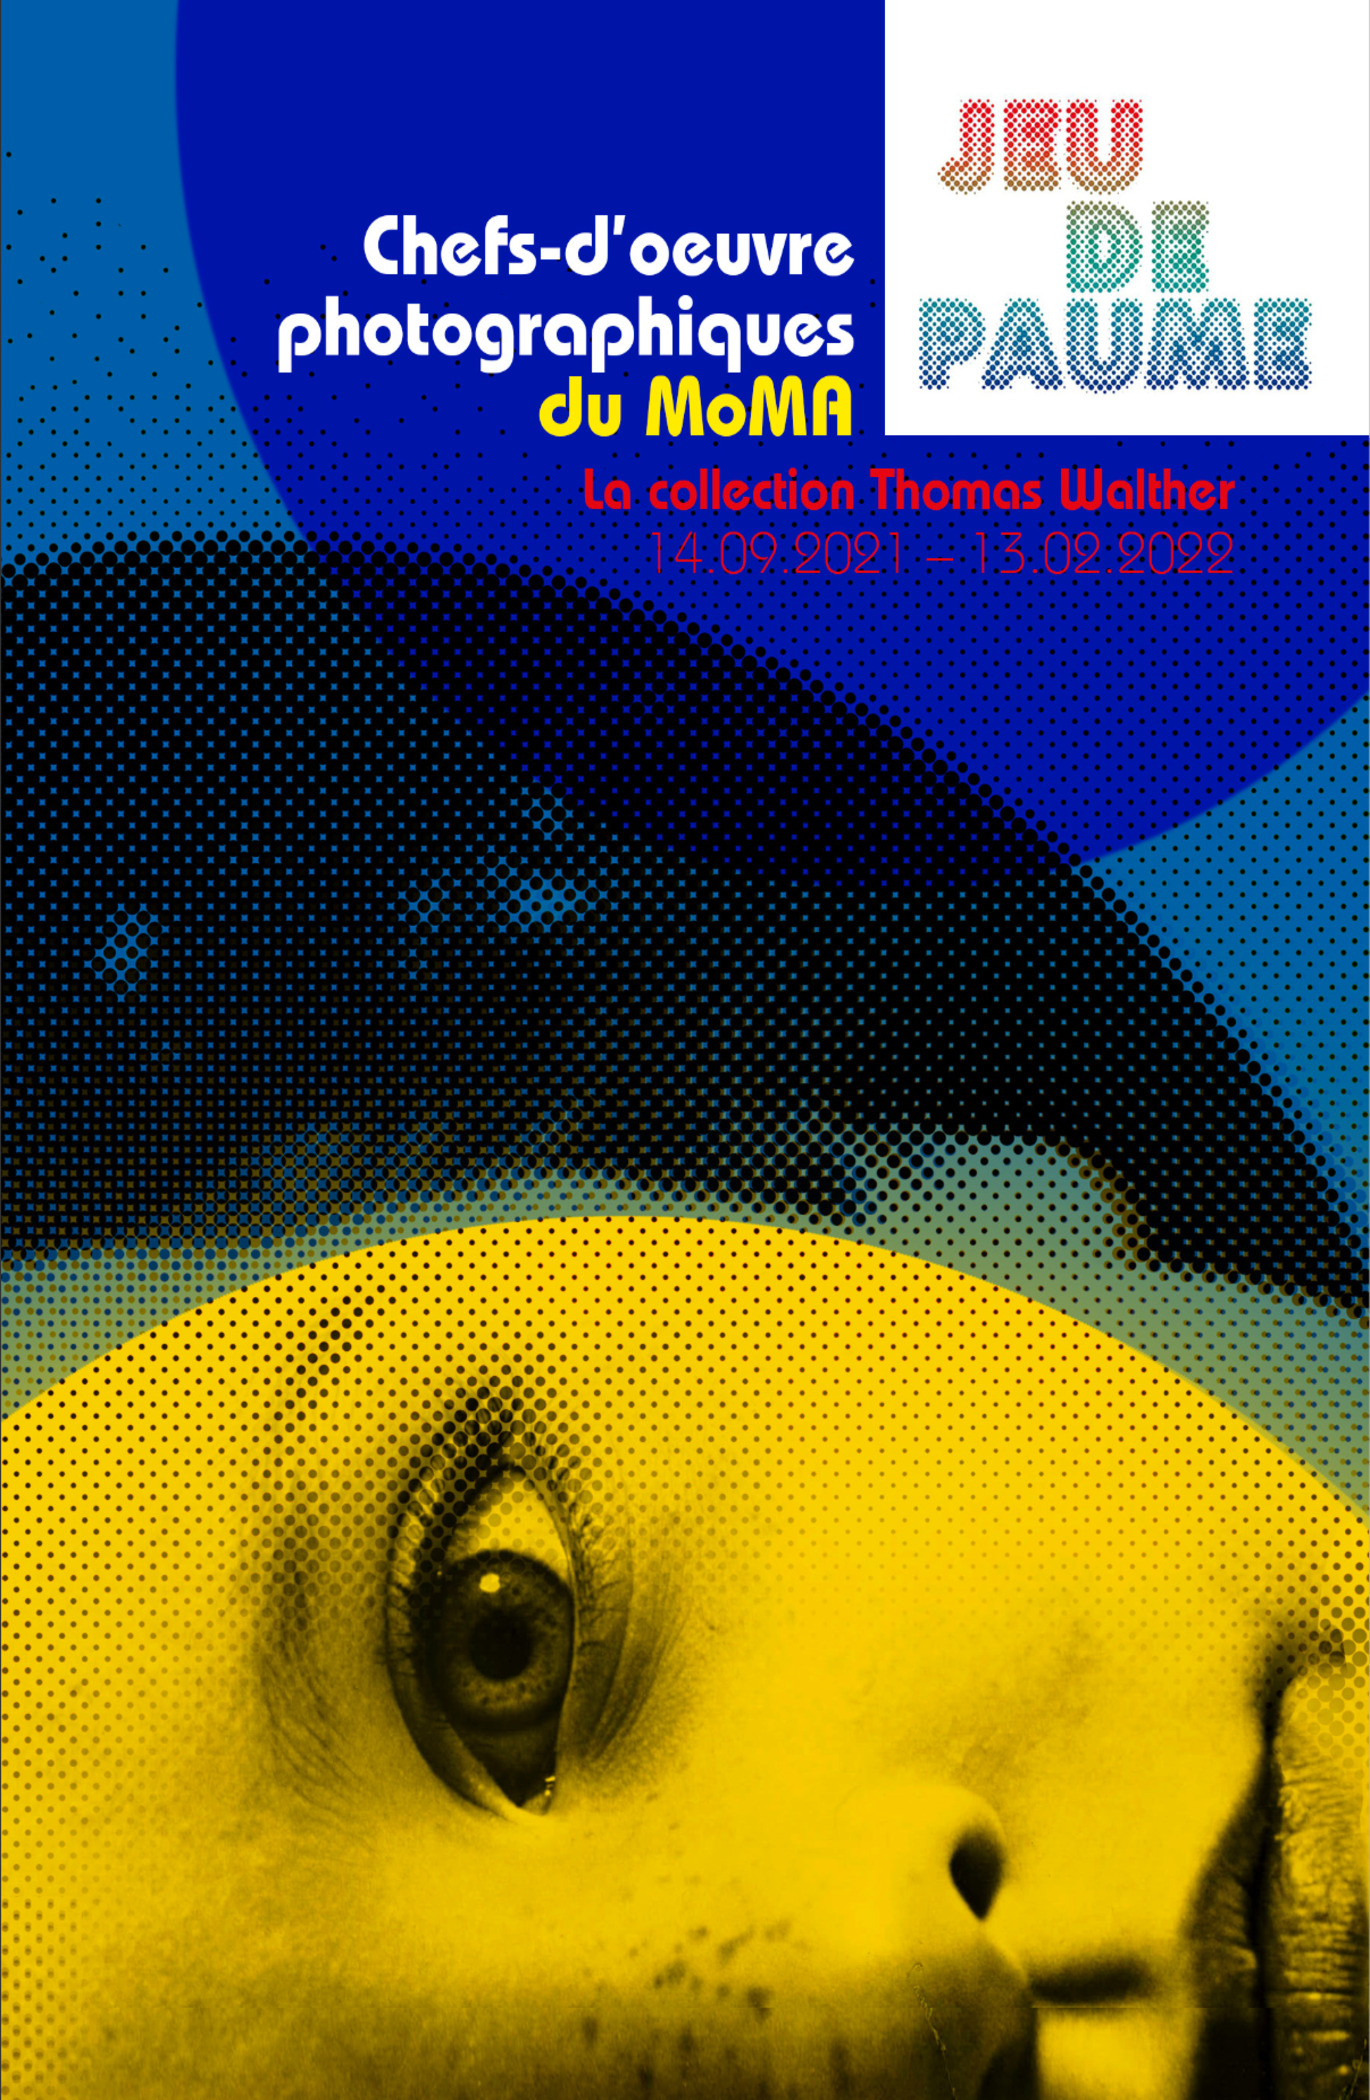 JEU
DE
PAUME
Chefs-d'oeuvre
photographiques
du MoMA
La collection Thomas Walther
14.09.2021 – 13.02.2022